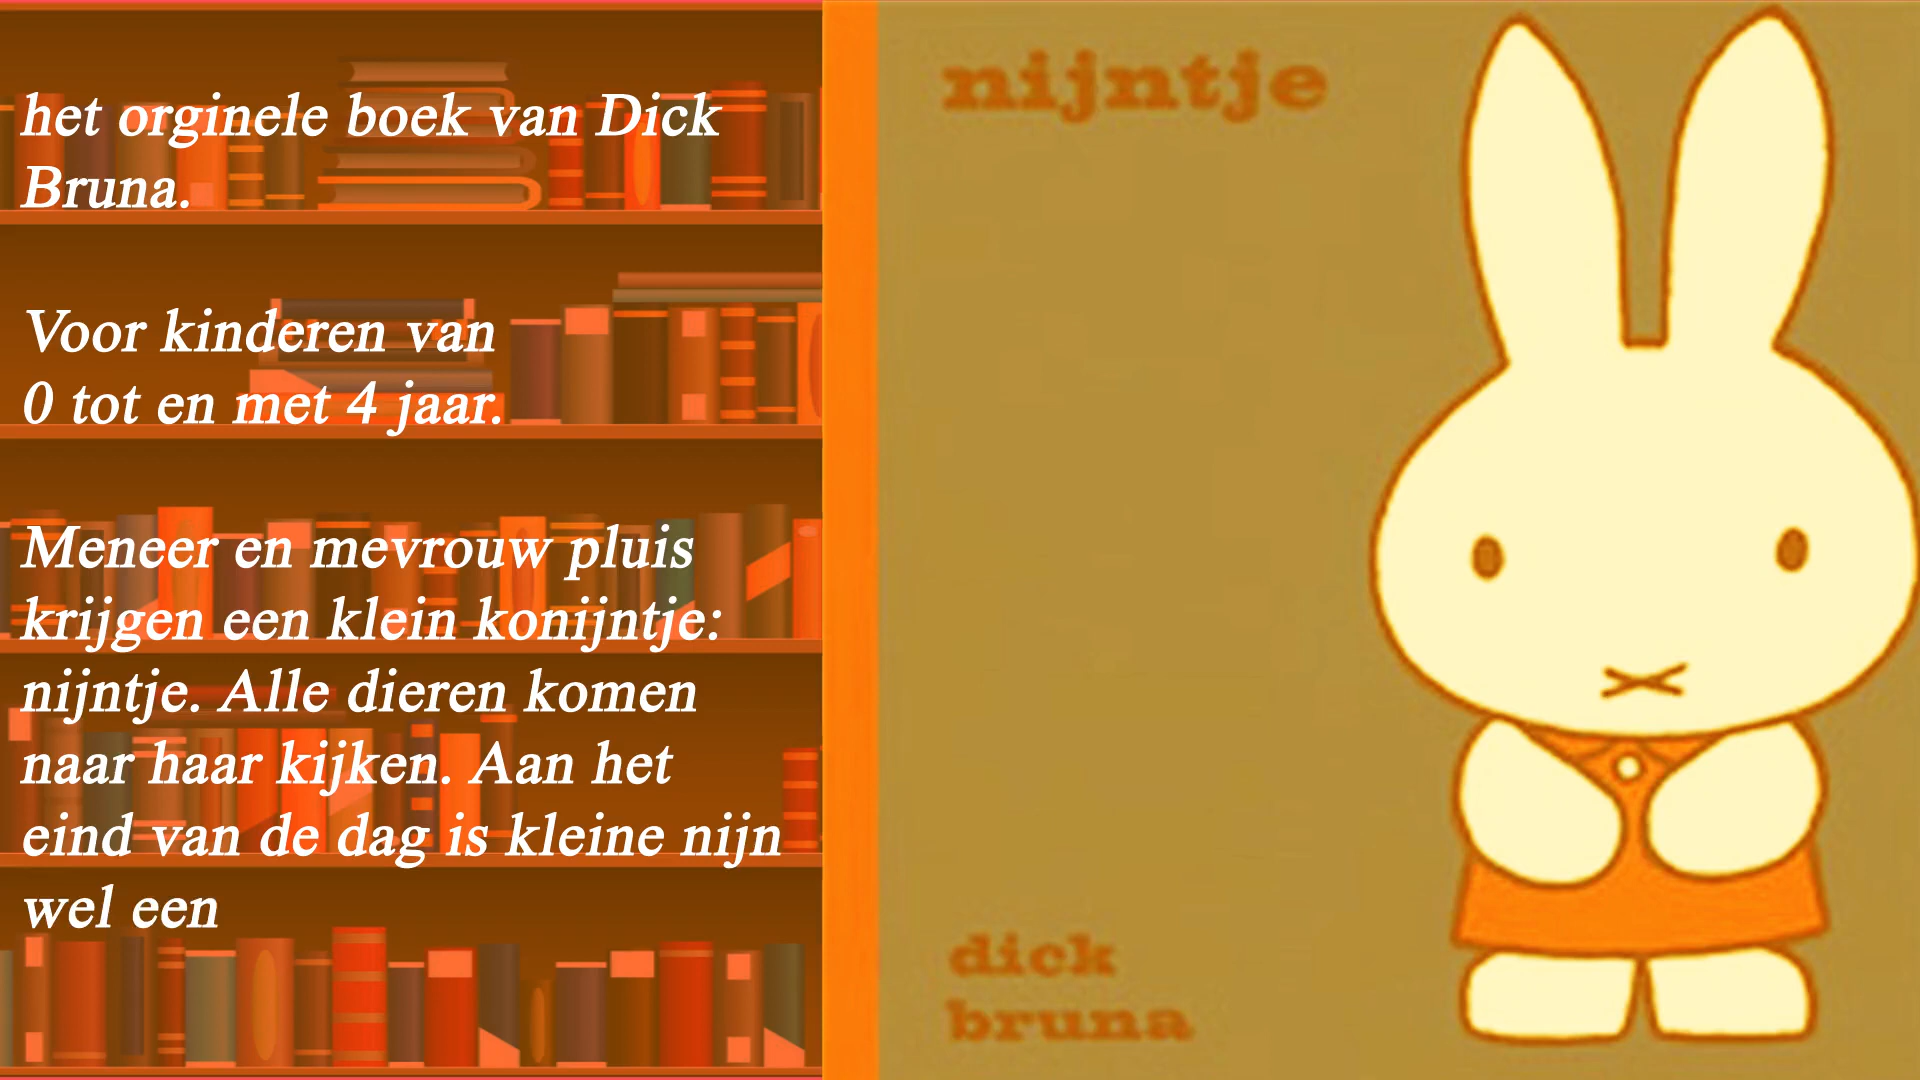 het orginele boek van Dick
Bruna.
Voor kinderen van
0 tot en met 4 jaar.
Meneer en mevrouw pluis
krijgen een klein konijntje:
nijntje. Alle dieren komen
naar haar kijken. Aan het
eind van de dag is kleine nijn
wel een
nijntje
dick
bruna